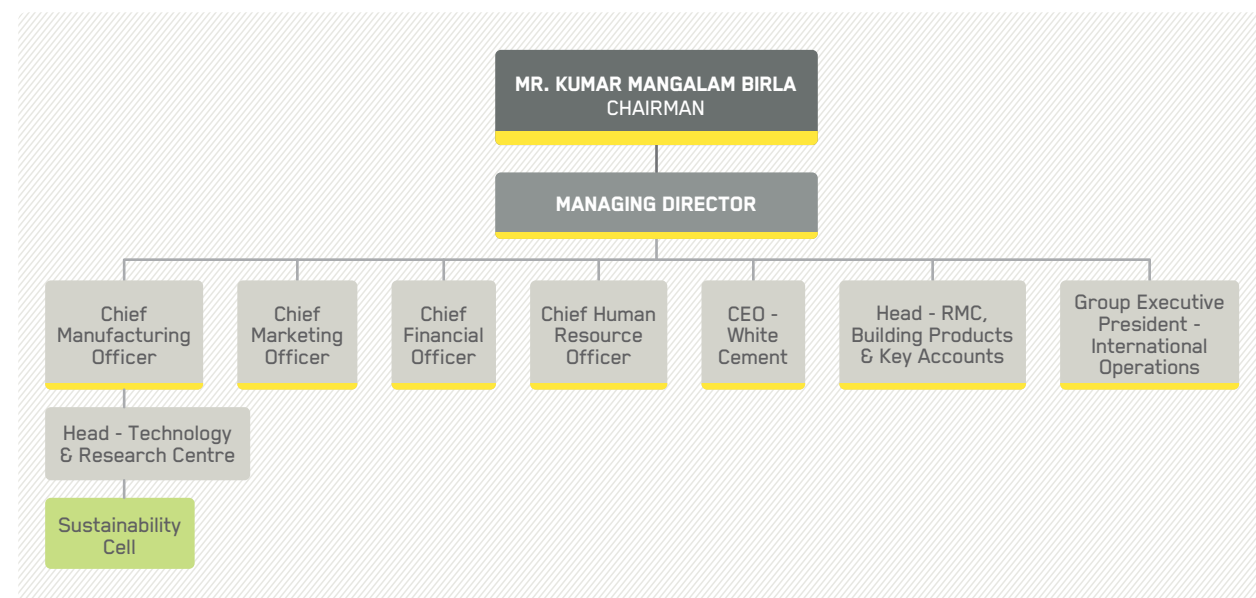 MR. KUMAR MANGALAM BIRLA
CHAIRMAN
MANAGING DIRECTOR
Chief
Manufacturing
Officer
Chief
Marketing
Officer
Chief
Financial
Officer
Chief Human
Resource
Officer
CEO -
White
Cement
Head - RMC,
Building Products
& Key Accounts
Group Executive
President -
International
Operations
Head - Technology
& Research Centre
Sustainability
Cell